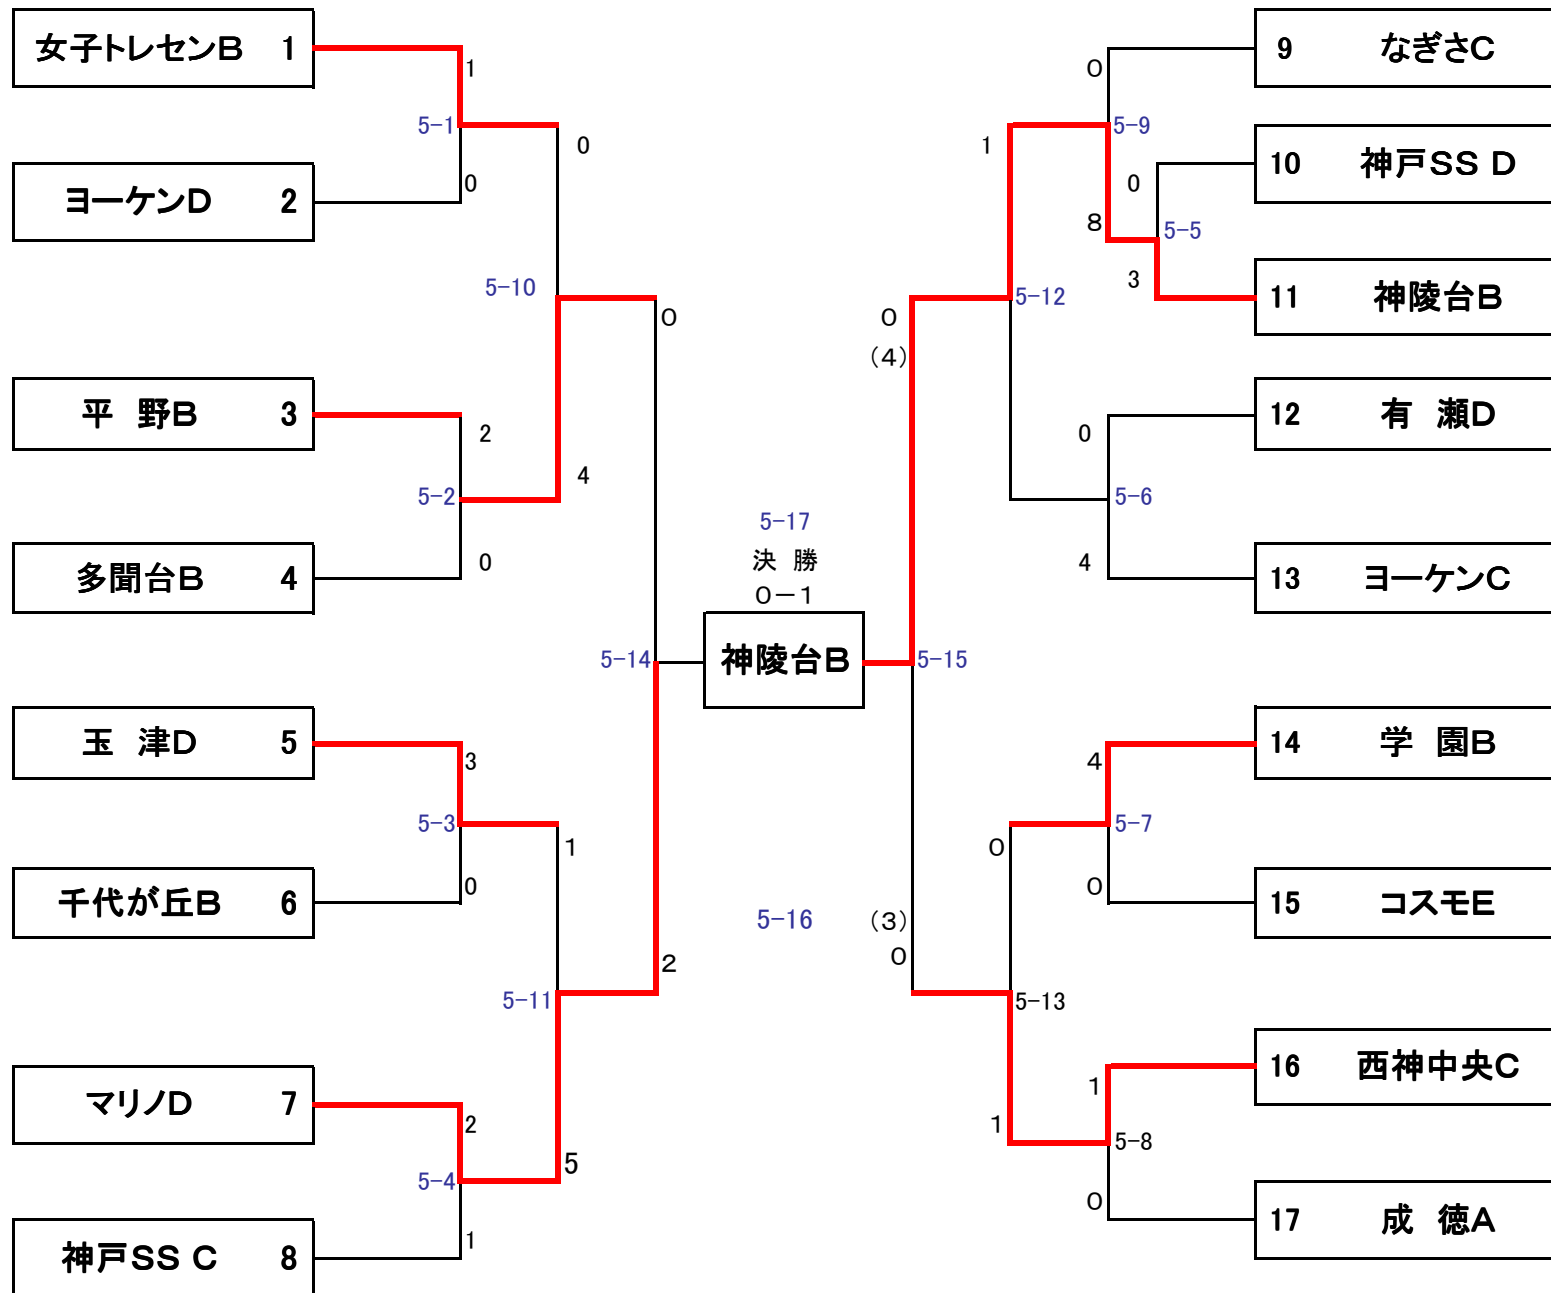 女子トレセンB 1
1
5-1
0
ヨーケンD 2
0
5-10
0
平 野B 3
2
5-2
4
0
多聞台B 4
5-14
玉 津D 5
3
5-3
1
0
千代が丘B 6
2
5-11
マリノD 7
2
5
5-4
1
神戸SS C 8
5-17
決 勝
0-1
神陵台B
5-16
9 なぎさC
0
5-9
1
10 神戸SS D
0
8
5-5
3
11 神陵台B
5-12
0
(4)
12 有 瀬D
0
5-6
4
13 ヨーケンC
5-15
14 学 園B
4
5-7
0
0
15 コスモE
(3)
0
5-13
16 西神中央C
1
1
5-8
0
17 成 徳A